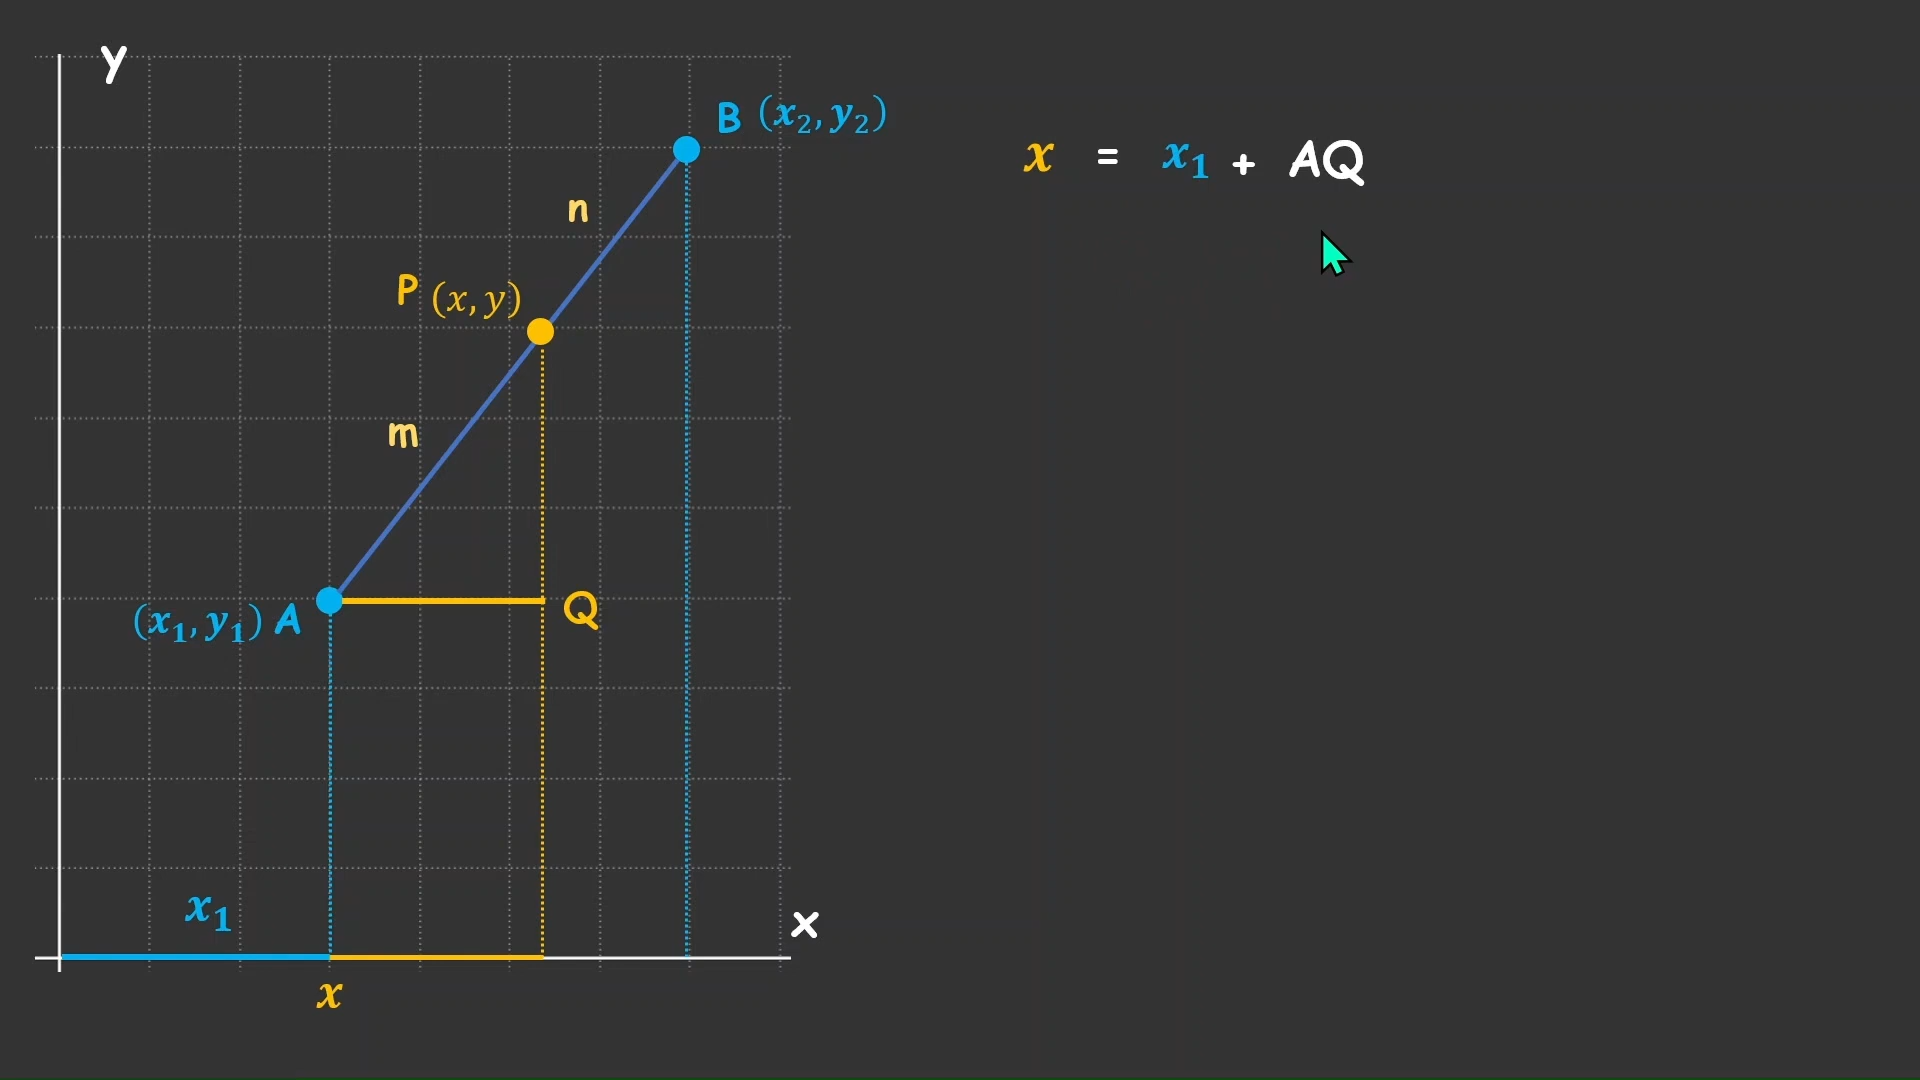 y
B (x₂, y₂)
x = x₁ + AQ
n
P (x, y)
m
(x₁, y₁) A
Q
x₁
x
x